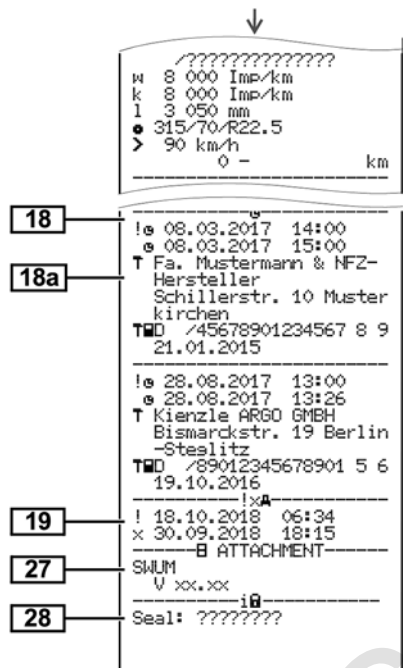 /??????????????
w 8 000 Imp/km
k 8 000 Imp/km
l 3 050 mm
● 315/70/R22.5
> 90 km/h
0 - km
18
! 08.03.2017 14:00
08.03.2017 15:00
18a
T Fa. Mustermann & NFZ-
Hersteller
Schillerstr. 10 Muster
kirchen
T D /45678901234567 8 9
21.01.2015
! 28.08.2017 13:00
28.08.2017 13:26
T Kienzle ARGO GMBH
Bismarckstr. 19 Berlin
-Steglitz
T D /89012345678901 5 6
19.10.2016
!x
19
! 18.10.2018 06:34
x 30.09.2018 18:15
ATTACHMENT
27
SWUM
V xx.xx
i
28
Seal: ????????